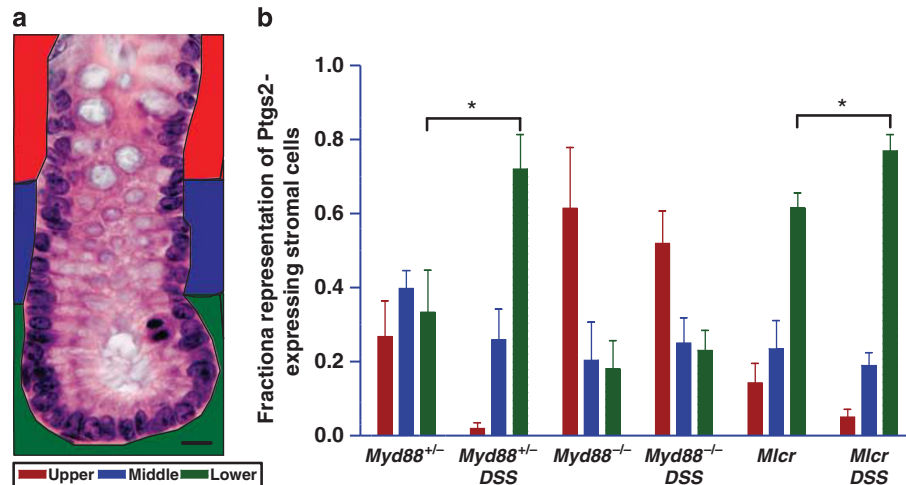 a
b
Upper Middle Lower
Fractiona representation of Ptgs2-
expressing stromal cells
1.0
0.8
0.6
0.4
0.2
0.0
*
*
Myd88+/–
Myd88+/–
DSS
Myd88–/–
Myd88–/–
DSS
Mlcr
Mlcr
DSS